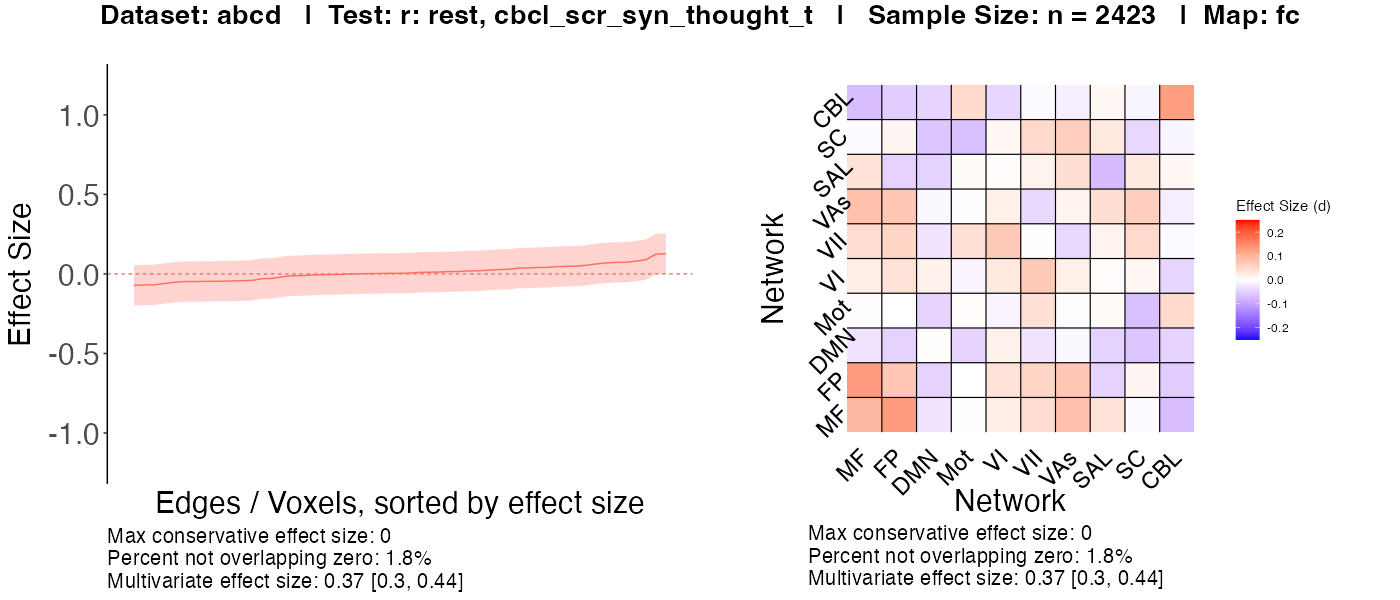 Dataset: abcd | Test: r: rest, cbcl_scr_syn_thought_t | Sample Size: n = 2423 | Map: fc
Effect Size
1.0
0.5
0.0
-0.5
-1.0
Edges / Voxels, sorted by effect size
Max conservative effect size: 0
Percent not overlapping zero: 1.8%
Multivariate effect size: 0.37 [0.3, 0.44]
Network
CBL
SC
SAL
VAs
VII
VI
Mot
DMN
FP
MF
MF FP DMN Mot VI VII VAs SAL SC CBL
Network
Max conservative effect size: 0
Percent not overlapping zero: 1.8%
Multivariate effect size: 0.37 [0.3, 0.44]
Effect Size (d)
0.2
0.1
0.0
-0.1
-0.2